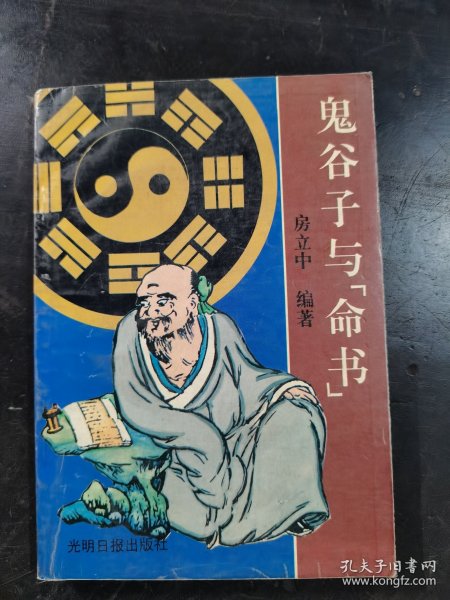 鬼谷子与「命书」
房立中 编著
光明日报出版社
孔夫子旧书网
http://www.kongfz.com